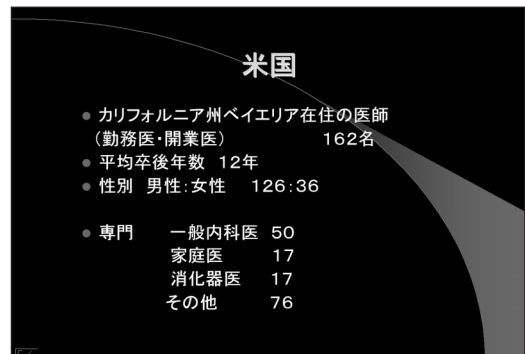 米国
カリフォルニア州ベイエリア在住の医師
（勤務医・開業医） 162名
平均卒後年数 12年
性別 男性：女性 126：36
専門 一般内科医 50
家庭医 17
消化器医 17
その他 76